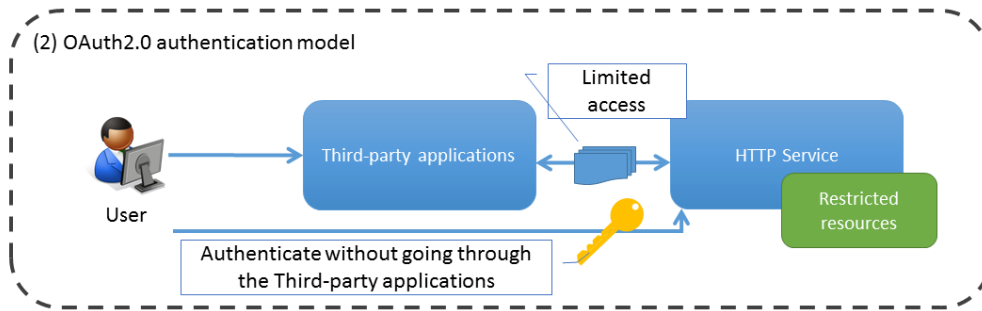 (2) OAuth2.0 authentication model
Limited
access
Third-party applications
HTTP Service
Restricted
resources
User
Authenticate without going through
the Third-party applications